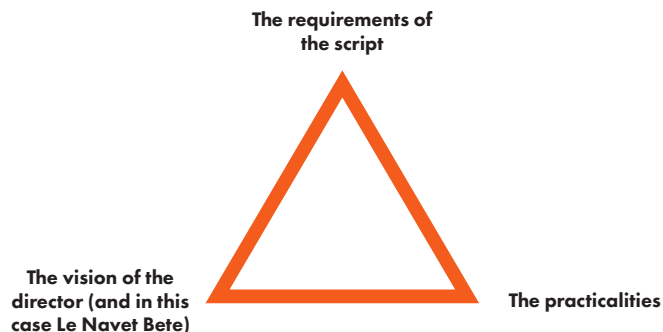 The requirements of
the script
The vision of the
director (and in this
case Le Navet Bete)
The practicalities